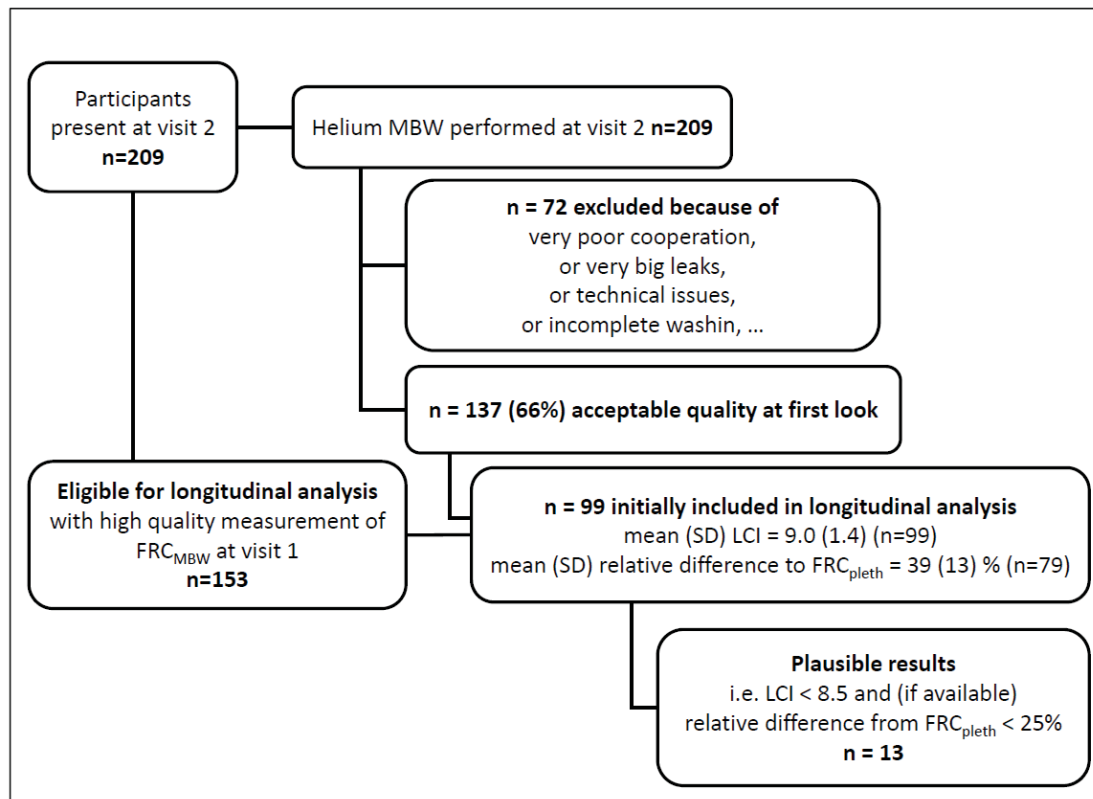 Participants
present at visit 2
n=209
Helium MBW performed at visit 2 n=209
n = 72 excluded because of
very poor cooperation,
or very big leaks,
or technical issues,
or incomplete washin, ...
n = 137 (66%) acceptable quality at first look
Eligible for longitudinal analysis
with high quality measurement of
FRCMBW at visit 1
n=153
n = 99 initially included in longitudinal analysis
mean (SD) LCI = 9.0 (1.4) (n=99)
mean (SD) relative difference to FRCpleth = 39 (13) % (n=79)
Plausible results
i.e. LCI < 8.5 and (if available)
relative difference from FRCpleth < 25%
n = 13